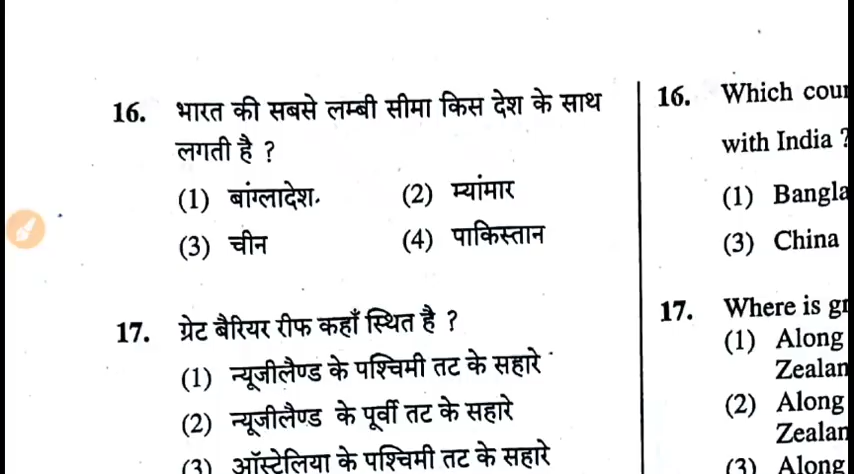 16. भारत की सबसे लम्बी सीमा किस देश के साथ
लगती है ?
(1) बांग्लादेश.
(2) म्यांमार
(3) चीन
(4) पाकिस्तान
17. ग्रेट बैरियर रीफ कहाँ स्थित है ?
(1) न्यूजीलैण्ड के पश्चिमी तट के सहारे
(2) न्यूजीलैण्ड के पूर्वी तट के सहारे
(3) ऑस्टेलिया के पश्चिमी तट के सहारे
16. Which cour
with India ?
(1) Bangla
(3) China
17. Where is gr
(1) Along
Zealan
(2) Along
Zealan
(3) Along